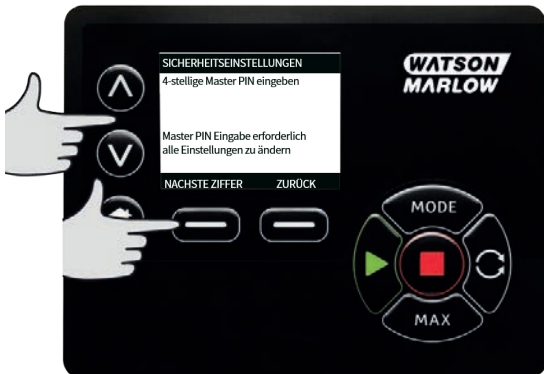 SICHERHEITSEINSTELLUNGEN
4-stellige Master PIN eingeben
Master PIN Eingabe erforderlich
alle Einstellungen zu ändern
NACHSTE ZIFFER ZURÜCK
WATSON
MARLOW
MODE
MAX